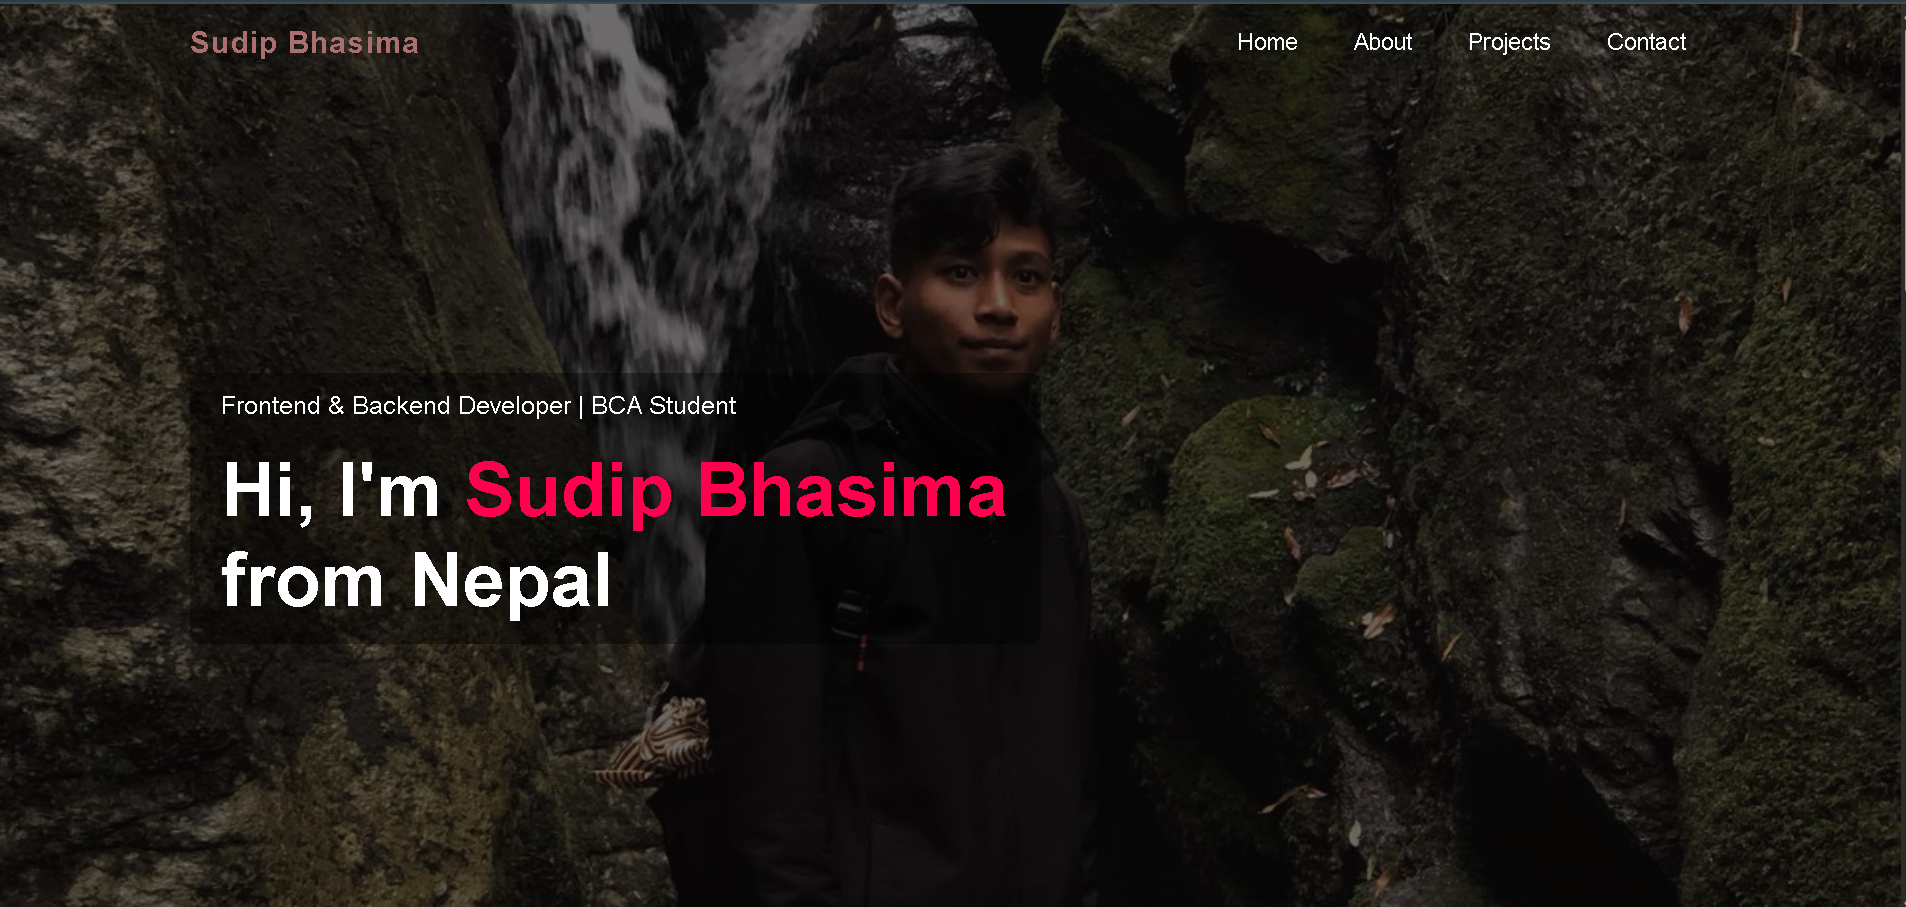 Sudip Bhasima
Home About Projects Contact
Frontend & Backend Developer | BCA Student
Hi, I'm Sudip Bhasima
from Nepal